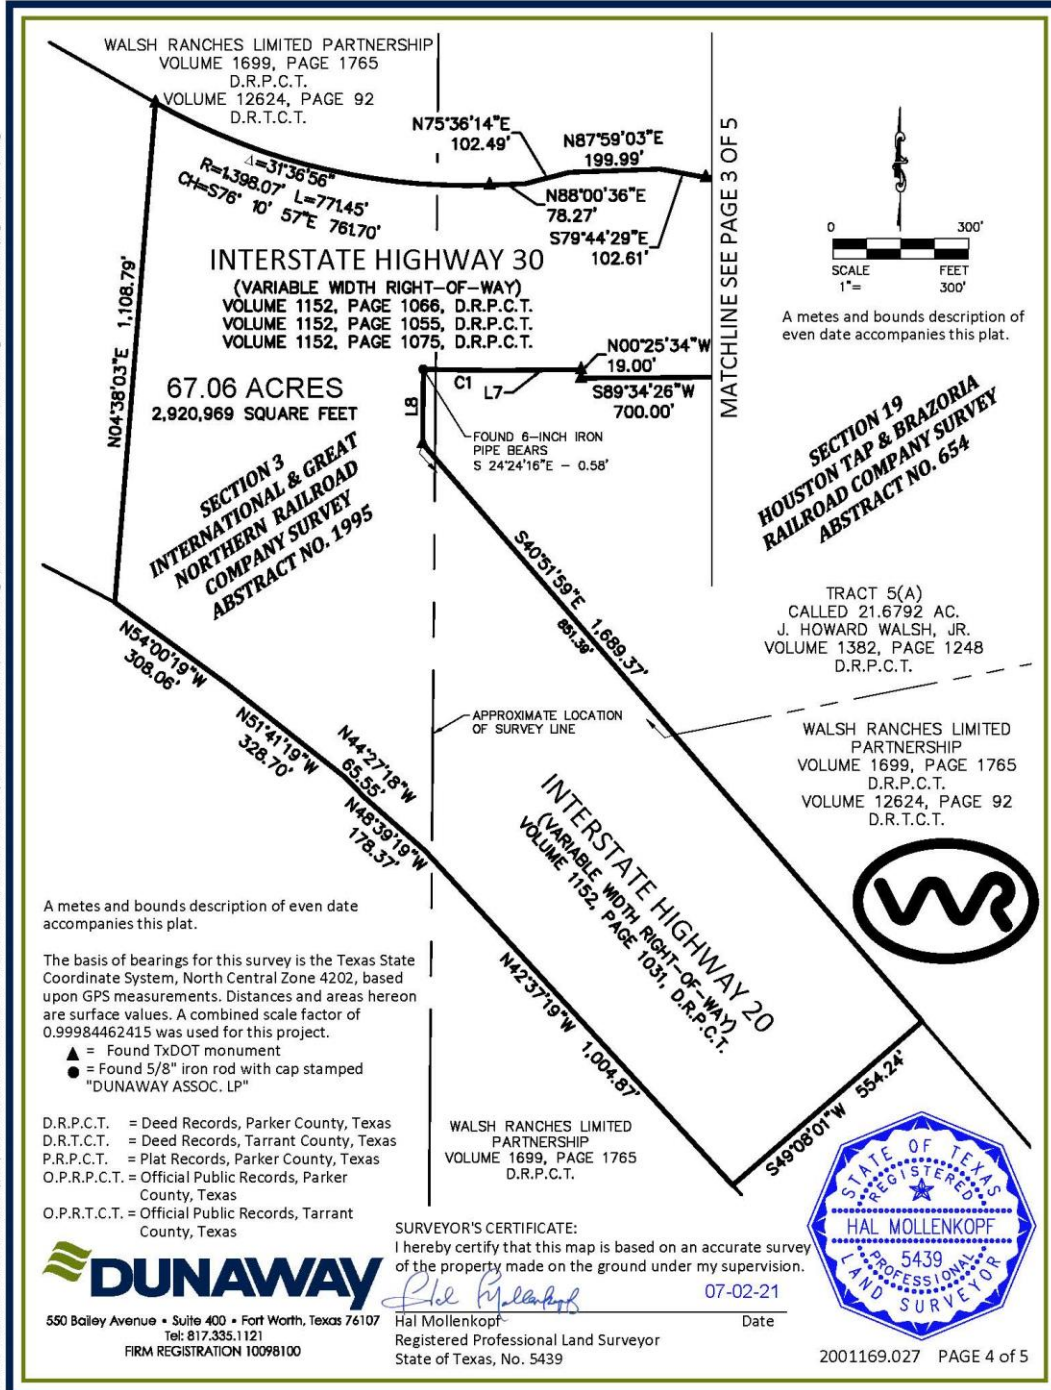 WALSH RANCHES LIMITED PARTNERSHIP
VOLUME 1699, PAGE 1765
D.R.P.C.T.
VOLUME 12624, PAGE 92
D.R.T.C.T.
Δ=31°36'56"
R=1,398.07' L=771.45'
CH=S76° 10' 57"E 761.70'
N75°36'14"E
102.49'
N87°59'03"E
199.99'
N88°00'36"E
78.27'
S79°44'29"E
102.61'
MATCHLINE SEE PAGE 3 OF 5
0 300'
SCALE FEET
1"= 300'
A metes and bounds description of
even date accompanies this plat.
INTERSTATE HIGHWAY 30
(VARIABLE WIDTH RIGHT-OF-WAY)
VOLUME 1152, PAGE 1066, D.R.P.C.T.
VOLUME 1152, PAGE 1055, D.R.P.C.T.
VOLUME 1152, PAGE 1075, D.R.P.C.T.
N04°38'03"E 1,108.79'
67.06 ACRES
2,920,969 SQUARE FEET
N00°25'34"W
19.00'
C1
L7
L8
S89°34'26"W
700.00'
FOUND 6-INCH IRON
PIPE BEARS
S 24°24'16"E - 0.58'
SECTION 3
INTERNATIONAL & GREAT
NORTHERN RAILROAD
COMPANY SURVEY
ABSTRACT NO. 1995
SECTION 19
HOUSTON TAP & BRAZORIA
RAILROAD COMPANY SURVEY
ABSTRACT NO. 654
S40°51'59"E 1,689.37'
851.39'
TRACT 5(A)
CALLED 21.6792 AC.
J. HOWARD WALSH, JR.
VOLUME 1382, PAGE 1248
D.R.P.C.T.
N54°00'19"W
308.06'
N51°41'19"W
328.70'
N44°27'18"W
65.55'
N48°39'19"W
178.37'
APPROXIMATE LOCATION
OF SURVEY LINE
WALSH RANCHES LIMITED
PARTNERSHIP
VOLUME 1699, PAGE 1765
D.R.P.C.T.
VOLUME 12624, PAGE 92
D.R.T.C.T.
WR
INTERSTATE HIGHWAY 20
(VARIABLE WIDTH RIGHT-OF-WAY)
VOLUME 1152, PAGE 1031, D.R.P.C.T.
N42°37'19"W 1,004.87'
S49°08'01"W 554.24'
A metes and bounds description of even date
accompanies this plat.
The basis of bearings for this survey is the Texas State
Coordinate System, North Central Zone 4202, based
upon GPS measurements. Distances and areas hereon
are surface values. A combined scale factor of
0.99984462415 was used for this project.
▲ = Found TxDOT monument
● = Found 5/8" iron rod with cap stamped
"DUNAWAY ASSOC. LP"
D.R.P.C.T. = Deed Records, Parker County, Texas
D.R.T.C.T. = Deed Records, Tarrant County, Texas
P.R.P.C.T. = Plat Records, Parker County, Texas
O.P.R.P.C.T. = Official Public Records, Parker
County, Texas
O.P.R.T.C.T. = Official Public Records, Tarrant
County, Texas
WALSH RANCHES LIMITED
PARTNERSHIP
VOLUME 1699, PAGE 1765
D.R.P.C.T.
DUNAWAY
550 Bailey Avenue • Suite 400 • Fort Worth, Texas 76107
Tel: 817.335.1121
FIRM REGISTRATION 10098100
SURVEYOR'S CERTIFICATE:
I hereby certify that this map is based on an accurate survey
of the property made on the ground under my supervision.
Hal Mollenkopf
07-02-21
Hal Mollenkopf Date
Registered Professional Land Surveyor
State of Texas, No. 5439
STATE OF TEXAS
REGISTERED
HAL MOLLENKOPF
5439
PROFESSIONAL
LAND SURVEYOR
2001169.027 PAGE 4 of 5